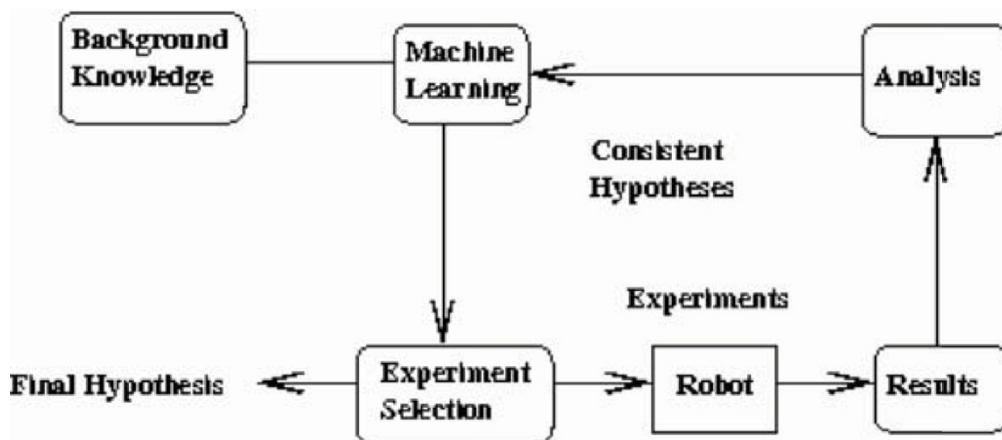 Background
Knowledge
Machine
Learning
Analysis
Consistent
Hypotheses
Experiments
Final Hypothesis
Experiment
Selection
Robot
Results